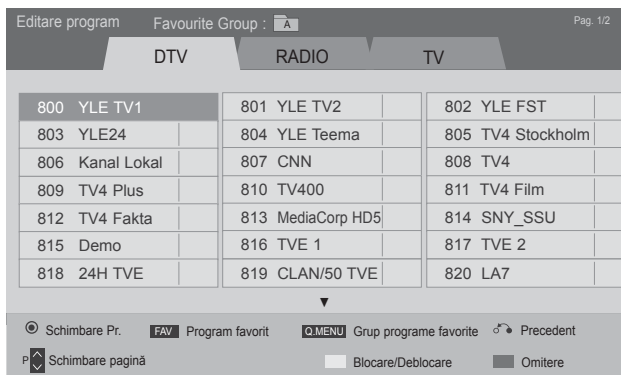 Editare program Favourite Group : A Pag. 1/2
DTV RADIO TV
800 YLE TV1 801 YLE TV2 802 YLE FST
803 YLE24 804 YLE Teema 805 TV4 Stockholm
806 Kanal Lokal 807 CNN 808 TV4
809 TV4 Plus 810 TV400 811 TV4 Film
812 TV4 Fakta 813 MediaCorp HD5 814 SNY_SSU
815 Demo 816 TVE 1 817 TVE 2
818 24H TVE 819 CLAN/50 TVE 820 LA7
▼
Schimbare Pr. FAV Program favorit Q.MENU Grup programe favorite Precedent
P Schimbare pagină Blocare/Deblocare Omitere